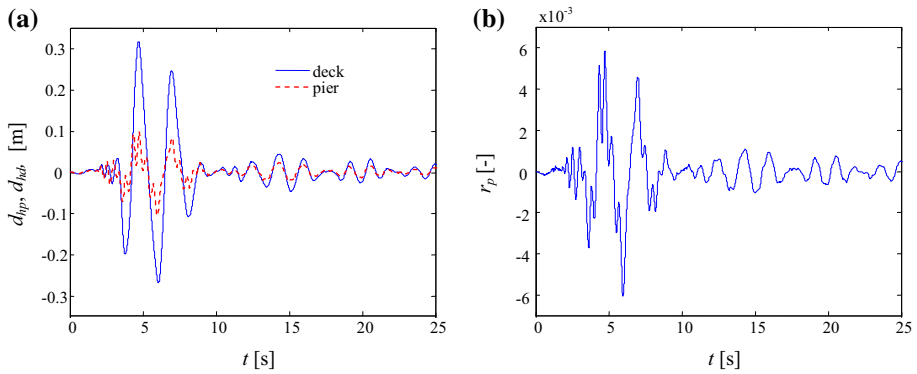 (a)
0.3
0.2
0.1
0
-0.1
-0.2
-0.3
d_hp, d_hd, [m]
deck
pier
0 5 10 15 20 25
t [s]
(b)
x10^-3
6
4
2
0
-2
-4
-6
r_p [-]
0 5 10 15 20 25
t [s]